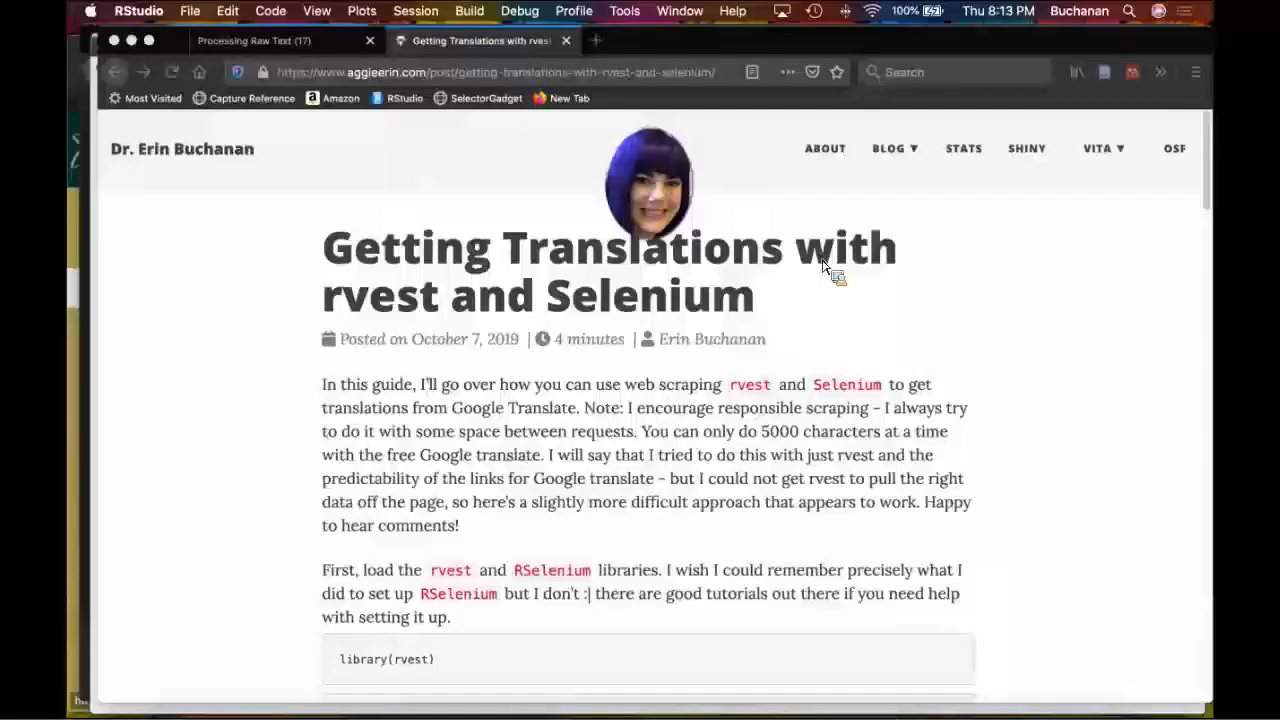 RStudio File Edit Code View Plots Session Build Debug Profile Tools Window Help 100% Thu 8:13 PM Buchanan
Processing Raw Text (17) Getting Translations with rvest
https://www.aggieerin.com/post/getting-translations-with-rvest-and-selenium/ Search
Most Visited Capture Reference Amazon RStudio SelectorGadget New Tab
Dr. Erin Buchanan ABOUT BLOG ▼ STATS SHINY VITA ▼ OSF
Getting Translations with
rvest and Selenium
Posted on October 7, 2019 | 4 minutes | Erin Buchanan
In this guide, I'll go over how you can use web scraping rvest and Selenium to get
translations from Google Translate. Note: I encourage responsible scraping - I always try
to do it with some space between requests. You can only do 5000 characters at a time
with the free Google translate. I will say that I tried to do this with just rvest and the
predictability of the links for Google translate - but I could not get rvest to pull the right
data off the page, so here's a slightly more difficult approach that appears to work. Happy
to hear comments!
First, load the rvest and RSelenium libraries. I wish I could remember precisely what I
did to set up RSelenium but I don't :| there are good tutorials out there if you need help
with setting it up.
library(rvest)